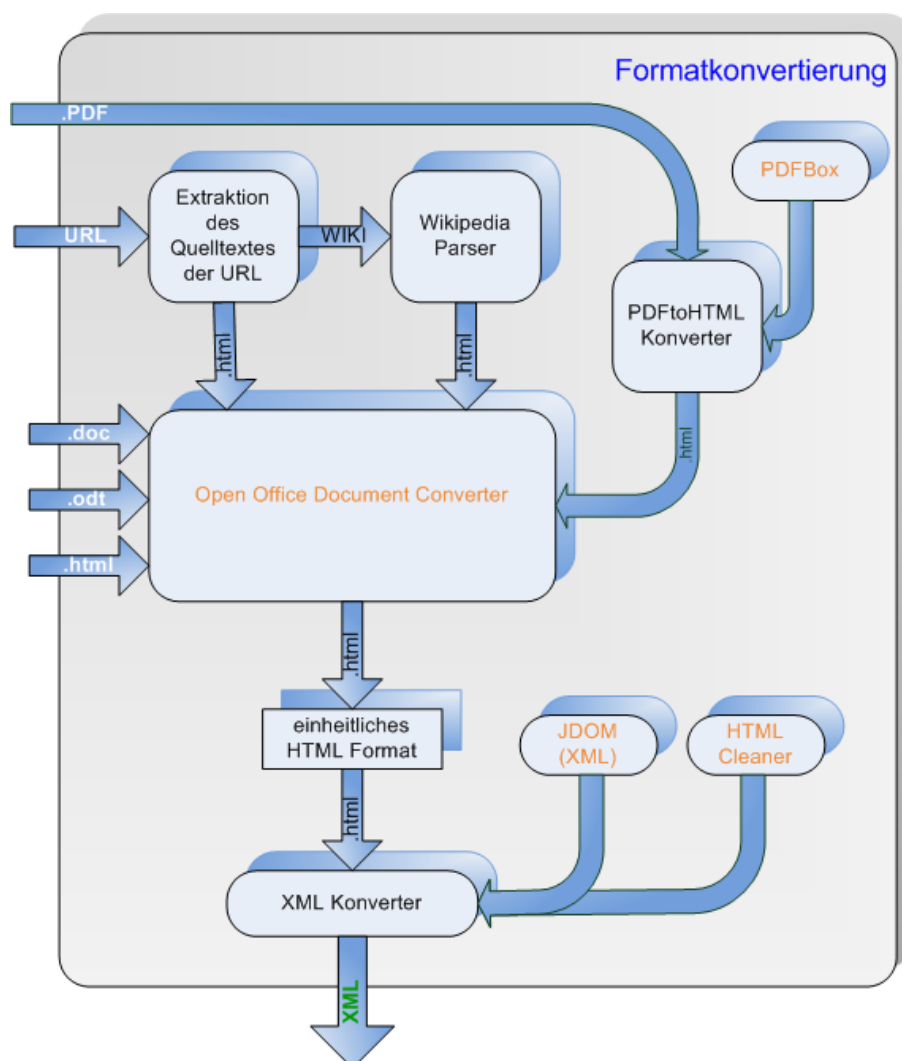 Formatkonvertierung
.PDF
PDFBox
URL
Extraktion
des
Quelltextes
der URL
WIKI
Wikipedia
Parser
PDFtoHTML
Konverter
.html
.html
.html
.doc
.odt
.html
Open Office Document Converter
.html
einheitliches
HTML Format
JDOM
(XML)
HTML
Cleaner
.html
XML Konverter
XML